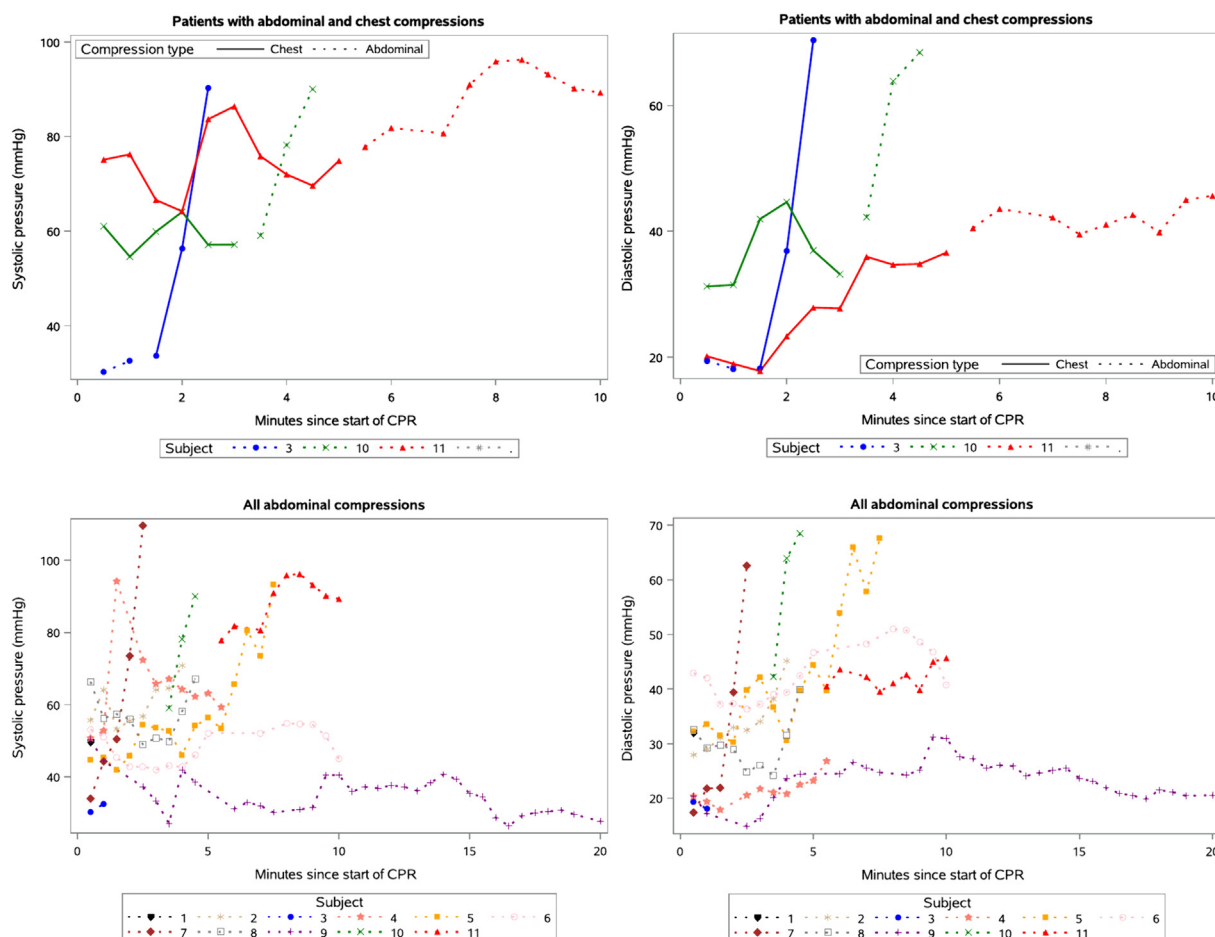 Patients with abdominal and chest compressions
100
80
60
40
Systolic pressure (mmHg)
Compression type Chest Abdominal
0 2 4 6 8 10
Minutes since start of CPR
Subject 3 10 11 .
Patients with abdominal and chest compressions
60
40
20
Diastolic pressure (mmHg)
Compression type Chest Abdominal
0 2 4 6 8 10
Minutes since start of CPR
Subject 3 10 11 .
All abdominal compressions
100
80
60
40
Systolic pressure (mmHg)
0 5 10 15 20
Minutes since start of CPR
Subject
1 2 3 4 5 6
7 8 9 10 11
All abdominal compressions
70
60
50
40
30
20
Diastolic pressure (mmHg)
0 5 10 15 20
Minutes since start of CPR
Subject
1 2 3 4 5 6
7 8 9 10 11